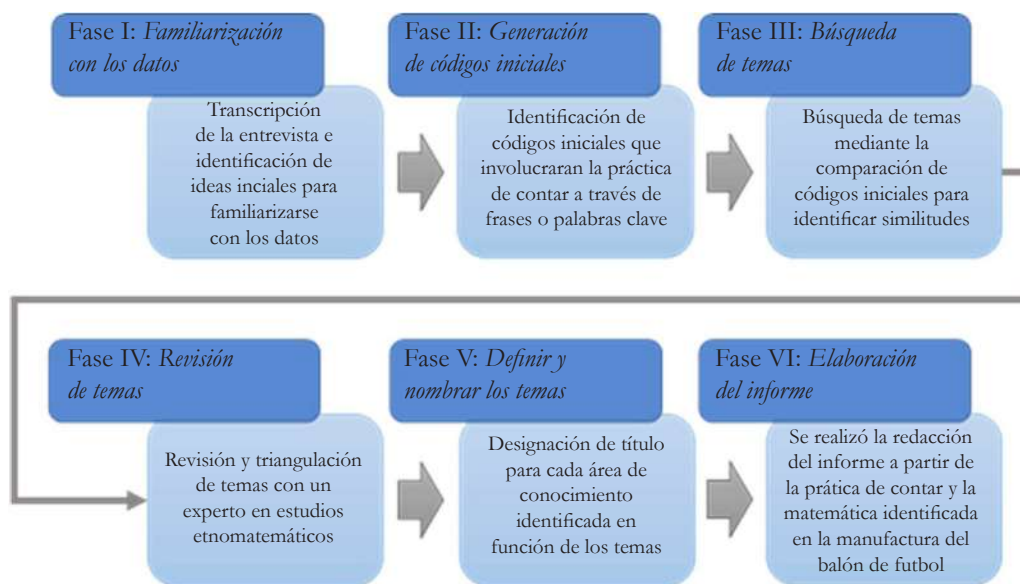 Fase I: Familiarización
con los datos
Transcripción
de la entrevista e
identificación de
ideas inciales para
familiarizarse
con los datos
Fase II: Generación
de códigos iniciales
Identificación de
códigos iniciales que
involucraran la práctica
de contar a través de
frases o palabras clave
Fase III: Búsqueda
de temas
Búsqueda de temas
mediante la
comparación de
códigos iniciales para
identificar similitudes
Fase IV: Revisión
de temas
Revisión y triangulación
de temas con un
experto en estudios
etnomatemáticos
Fase V: Definir y
nombrar los temas
Designación de título
para cada área de
conocimiento
identificada en
función de los temas
Fase VI: Elaboración
del informe
Se realizó la redacción
del informe a partir de
la prática de contar y la
matemática identificada
en la manufactura del
balón de futbol